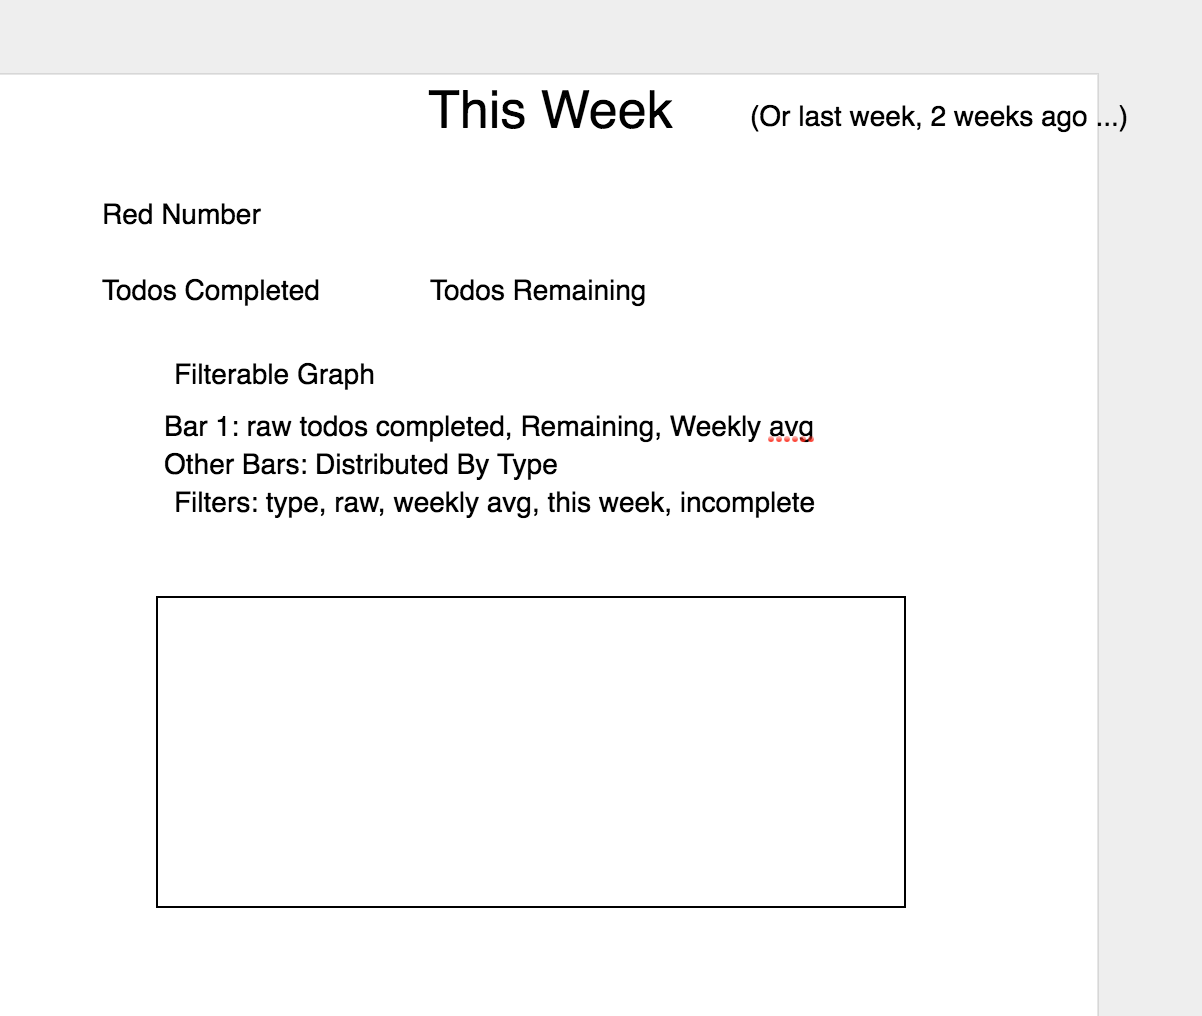 This Week (Or last week, 2 weeks ago ...)
Red Number
Todos Completed Todos Remaining
Filterable Graph
Bar 1: raw todos completed, Remaining, Weekly avg
Other Bars: Distributed By Type
Filters: type, raw, weekly avg, this week, incomplete